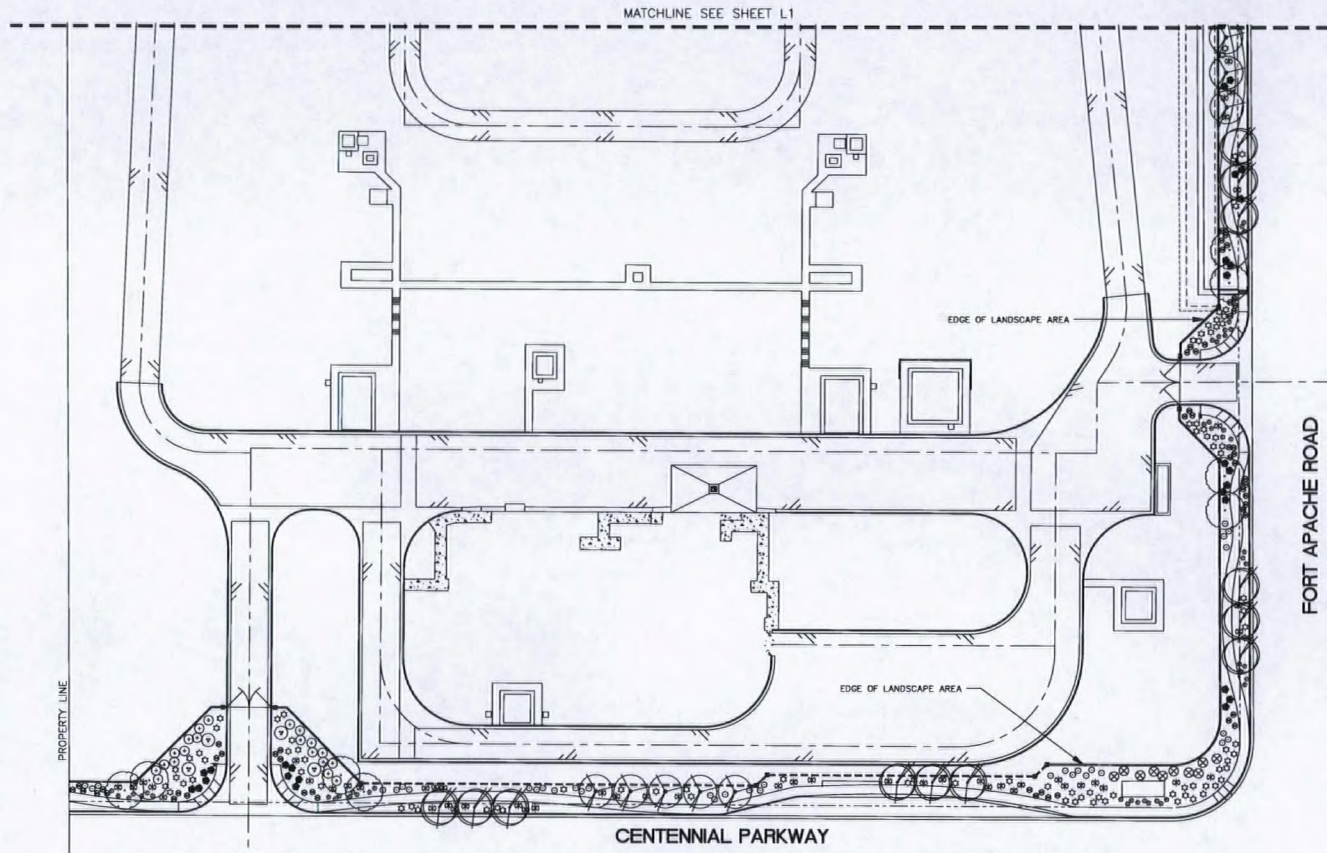 MATCHLINE SEE SHEET L1
EDGE OF LANDSCAPE AREA
FORT APACHE ROAD
EDGE OF LANDSCAPE AREA
PROPERTY LINE
CENTENNIAL PARKWAY